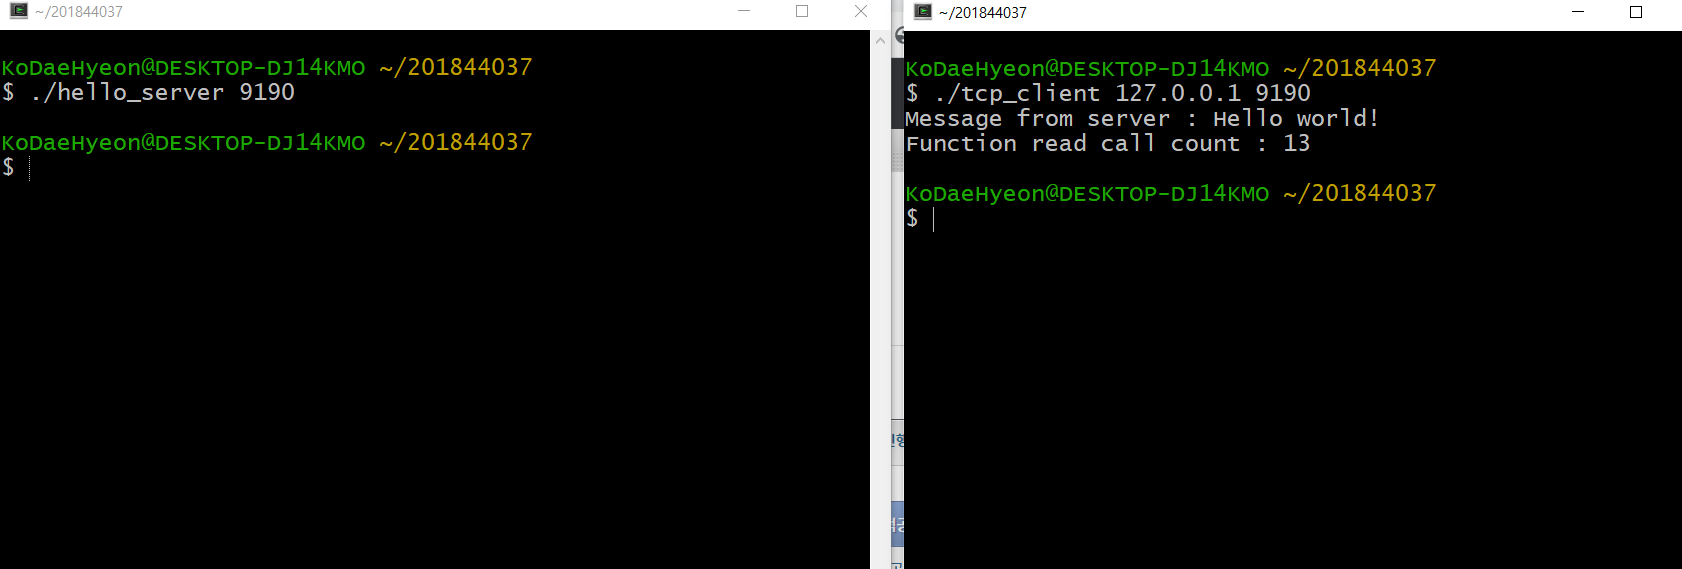 ~/201844037
KoDaeHyeon@DESKTOP-DJ14KMO ~/201844037
$ ./hello_server 9190
KoDaeHyeon@DESKTOP-DJ14KMO ~/201844037
$
~/201844037
KoDaeHyeon@DESKTOP-DJ14KMO ~/201844037
$ ./tcp_client 127.0.0.1 9190
Message from server : Hello world!
Function read call count : 13
KoDaeHyeon@DESKTOP-DJ14KMO ~/201844037
$